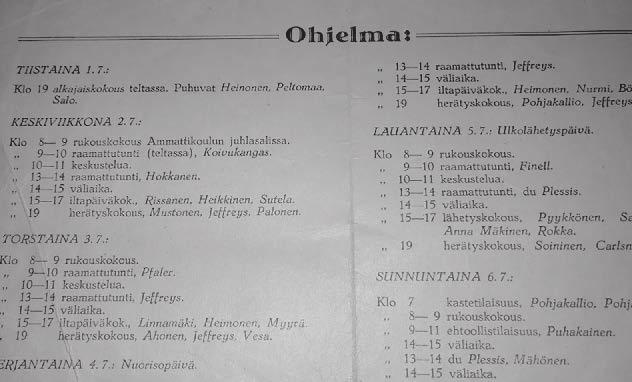 Ohjelma:
TIISTAINA 1.7.:
Klo 19 alkajaiskokous teltassa. Puhuvat Heinonen, Peltomaa,
Salo.
KESKIVIIKKONA 2.7.:
Klo 8— 9 rukouskokous Ammattikoulun juhlasalissa.
„ 9—10 raamattutunti (teltassa), Koivukangas.
„ 10—11 keskustelua.
„ 13—14 raamattutunti, Hokkanen.
„ 14—15 väliaika.
„ 15—17 iltapäiväkok., Rissanen, Heikkinen, Sutela.
„ 19 herätyskokous, Mustonen, Jeffreys, Palonen.
TORSTAINA 3.7.:
Klo 8— 9 rukouskokous.
„ 9—10 raamattutunti, Pfaler.
„ 10—11 keskustelua.
„ 13—14 raamattutunti, Jeffreys.
„ 14—15 väliaika.
„ 15—17 iltapäiväkok., Linnamäki, Heimonen, Myyrä.
„ 19 herätyskokous, Ahonen, Jeffreys, Vesa.
ERJANTAINA 4.7.: Nuorisopäivä.
„ 13—14 raamattutunti, Jeffreys.
„ 14—15 väliaika.
„ 15—17 iltapäiväkok., Heimonen, Nurmi, Bö
„ 19 herätyskokous, Pohjakallio, Jeffreys
LAUANTAINA 5.7.: Ulkolähetyspäivä.
Klo 8— 9 rukouskokous.
„ 9—10 raamattutunti, Finell.
„ 10—11 keskustelua.
„ 13—14 raamattutunti, du Plessis.
„ 14—15 väliaika.
„ 15—17 lähetyskokous, Pyykkönen, Sa
Anna Mäkinen, Rokka.
„ 19 herätyskokous, Soininen, Carlsn
SUNNUNTAINA 6.7.:
Klo 7 kastetilaisuus, Pohjakallio, Pohj
„ 8— 9 rukouskokous.
„ 9—11 ehtoollistilaisuus, Puhakainen.
„ 14—15 väliaika.
„ 13—14 du Plessis, Mähönen.
„ 14—15 väliaika.